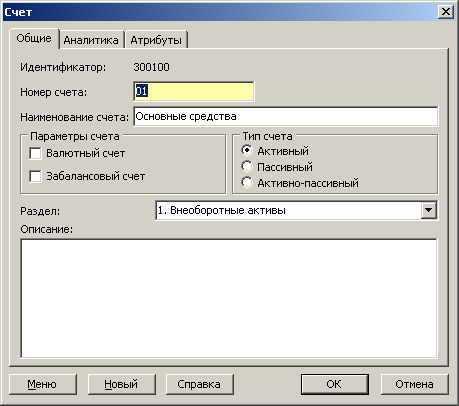 Счет
Общие Аналитика Атрибуты
Идентификатор: 300100
Номер счета: 01
Наименование счета: Основные средства
Параметры счета Тип счета
Валютный счет Активный
Забалансовый счет Пассивный
Активно-пассивный
Раздел: 1. Внеоборотные активы
Описание:
Меню Новый Справка ОК Отмена